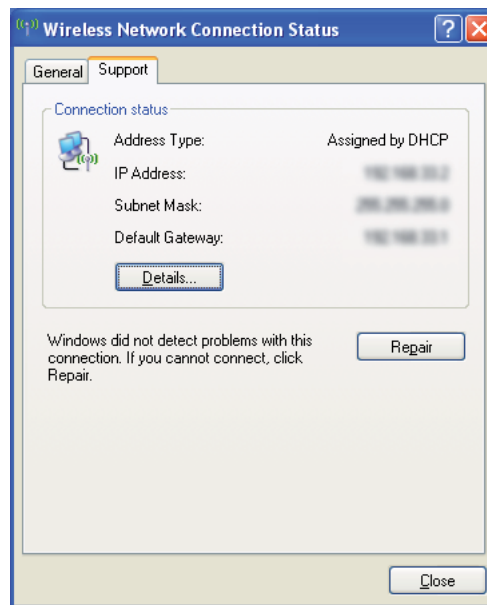 Wireless Network Connection Status
General Support
Connection status
Address Type: Assigned by DHCP
IP Address:
Subnet Mask:
Default Gateway:
Details...
Windows did not detect problems with this
connection. If you cannot connect, click
Repair.
Repair
Close